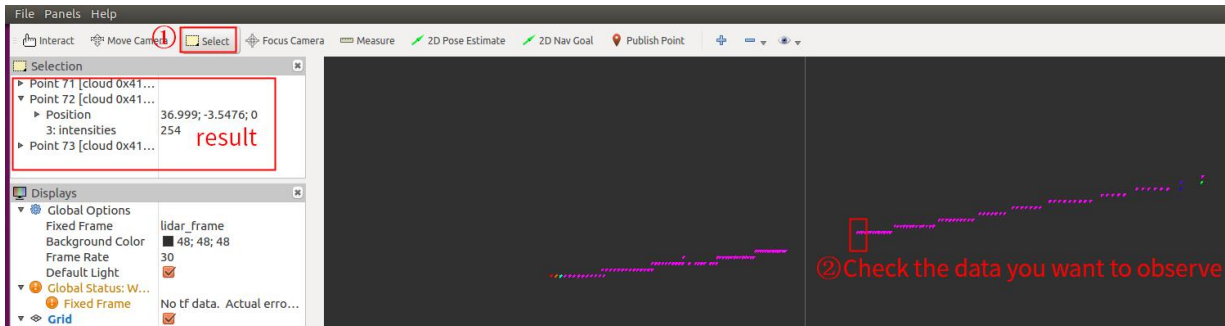 File Panels Help
Interact Move Camera ① Select Focus Camera Measure 2D Pose Estimate 2D Nav Goal Publish Point
Selection
Point 71 [cloud 0x41...
Point 72 [cloud 0x41...
Position 36.999; -3.5476; 0
3: intensities 254
result
Point 73 [cloud 0x41...
Displays
Global Options
Fixed Frame lidar_frame
Background Color 48; 48; 48
Frame Rate 30
Default Light
Global Status: W...
Fixed Frame No tf data. Actual erro...
Grid
②Check the data you want to observe